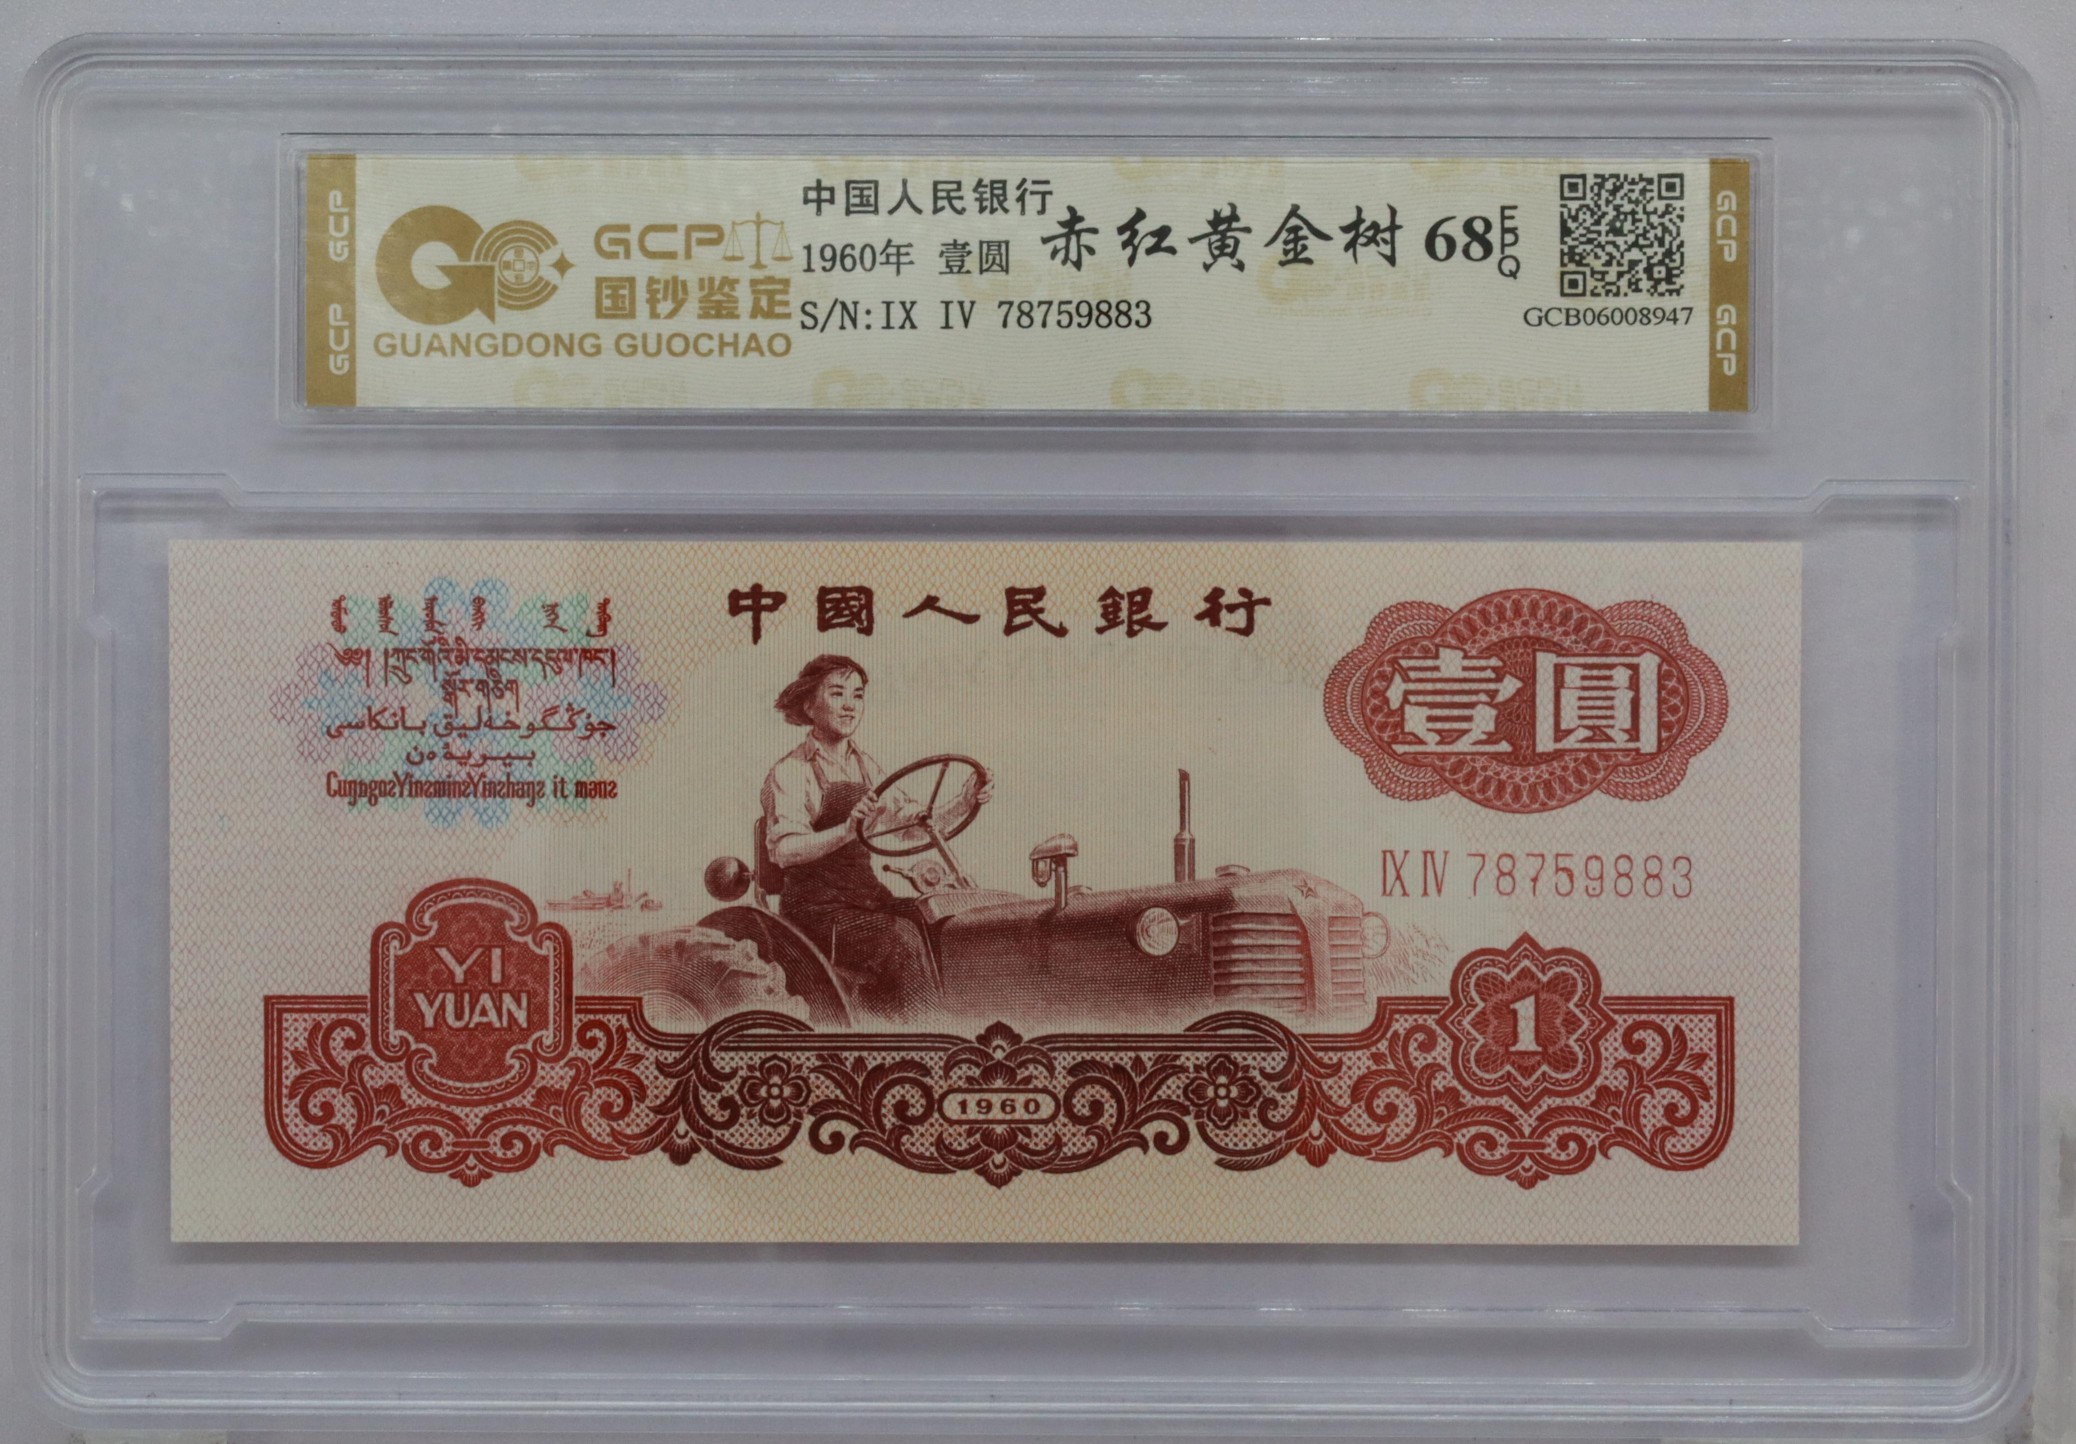 GCP
GCP
GCP
国钞鉴定
GUANGDONG GUOCHAO
中国人民银行
1960年 壹圆
赤红黄金树 68 EPQ
S/N:IX IV 78759883
GCB06008947
GCP
GCP
中國人民銀行
壹圓
IX IV 78759883
YI
YUAN
1
1960